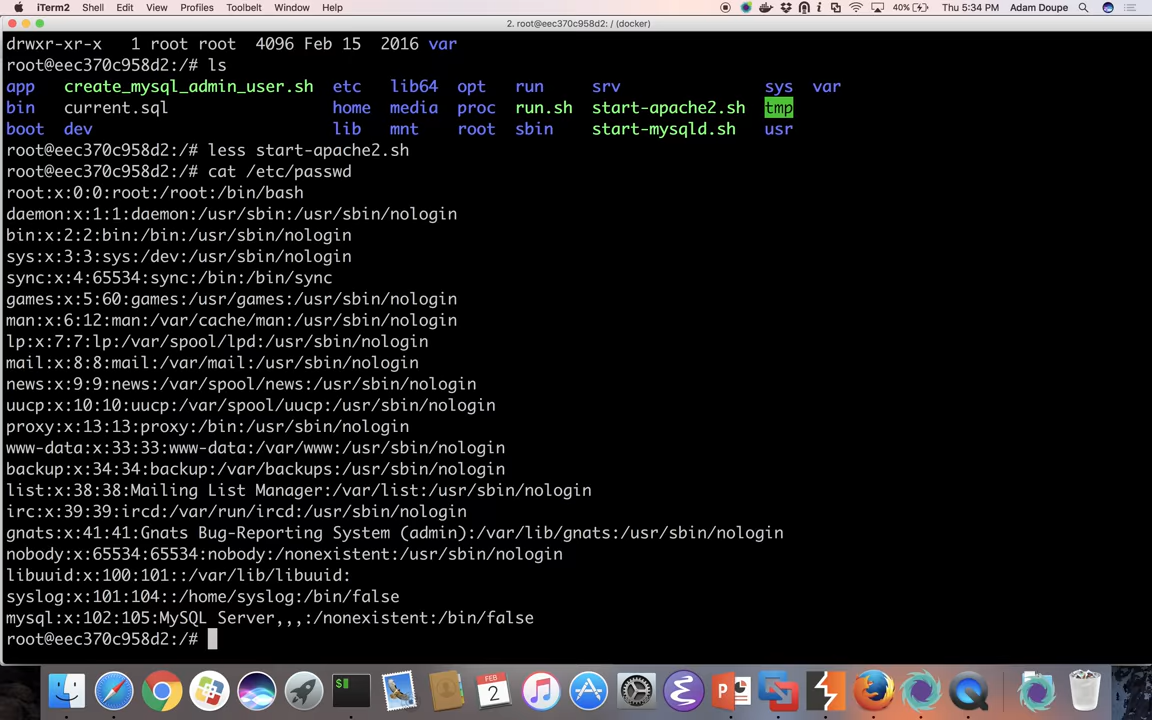 iTerm2 Shell Edit View Profiles Toolbelt Window Help 40% Thu 5:34 PM Adam Doupe
2. root@eec370c958d2: / (docker)
drwxr-xr-x   1 root root  4096 Feb 15  2016 var
root@eec370c958d2:/# ls
app   create_mysql_admin_user.sh  etc   lib64  opt   run     srv               sys  var
bin   current.sql                 home  media  proc  run.sh  start-apache2.sh  tmp
boot  dev                         lib   mnt    root  sbin    start-mysqld.sh   usr
root@eec370c958d2:/# less start-apache2.sh
root@eec370c958d2:/# cat /etc/passwd
root:x:0:0:root:/root:/bin/bash
daemon:x:1:1:daemon:/usr/sbin:/usr/sbin/nologin
bin:x:2:2:bin:/bin:/usr/sbin/nologin
sys:x:3:3:sys:/dev:/usr/sbin/nologin
sync:x:4:65534:sync:/bin:/bin/sync
games:x:5:60:games:/usr/games:/usr/sbin/nologin
man:x:6:12:man:/var/cache/man:/usr/sbin/nologin
lp:x:7:7:lp:/var/spool/lpd:/usr/sbin/nologin
mail:x:8:8:mail:/var/mail:/usr/sbin/nologin
news:x:9:9:news:/var/spool/news:/usr/sbin/nologin
uucp:x:10:10:uucp:/var/spool/uucp:/usr/sbin/nologin
proxy:x:13:13:proxy:/bin:/usr/sbin/nologin
www-data:x:33:33:www-data:/var/www:/usr/sbin/nologin
backup:x:34:34:backup:/var/backups:/usr/sbin/nologin
list:x:38:38:Mailing List Manager:/var/list:/usr/sbin/nologin
irc:x:39:39:ircd:/var/run/ircd:/usr/sbin/nologin
gnats:x:41:41:Gnats Bug-Reporting System (admin):/var/lib/gnats:/usr/sbin/nologin
nobody:x:65534:65534:nobody:/nonexistent:/usr/sbin/nologin
libuuid:x:100:101::/var/lib/libuuid:
syslog:x:101:104::/home/syslog:/bin/false
mysql:x:102:105:MySQL Server,,,:/nonexistent:/bin/false
root@eec370c958d2:/#
$
FEB
2